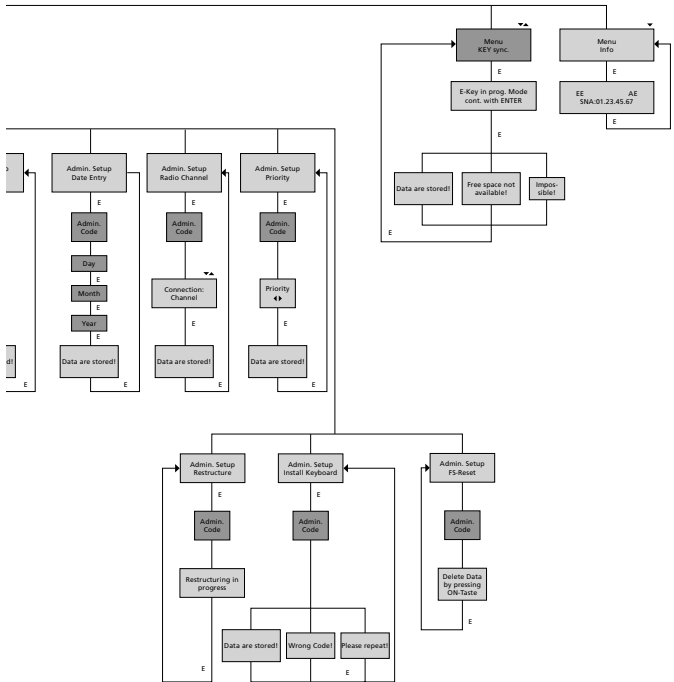 Menu
KEY sync.
Menu
Info
E
E
E-Key in prog. Mode
cont. with ENTER
EE AE
SNA:01.23.45.67
E
E
Data are stored!
Free space not
available!
Impos-
sible!
E
Admin. Setup
Date Entry
Admin. Setup
Radio Channel
Admin. Setup
Priority
E
E
E
Admin.
Code
Admin.
Code
Admin.
Code
Day
E
Month
E
Year
E
Connection:
Channel
E
Priority
E
d!
Data are stored!
Data are stored!
Data are stored!
E
E
E
E
Admin. Setup
Restructure
Admin. Setup
Install Keyboard
Admin. Setup
FS-Reset
E
E
E
Admin.
Code
Admin.
Code
Admin.
Code
Restructuring in
progress
Delete Data
by pressing
ON-Taste
E
Data are stored!
Wrong Code!
Please repeat!
E
E